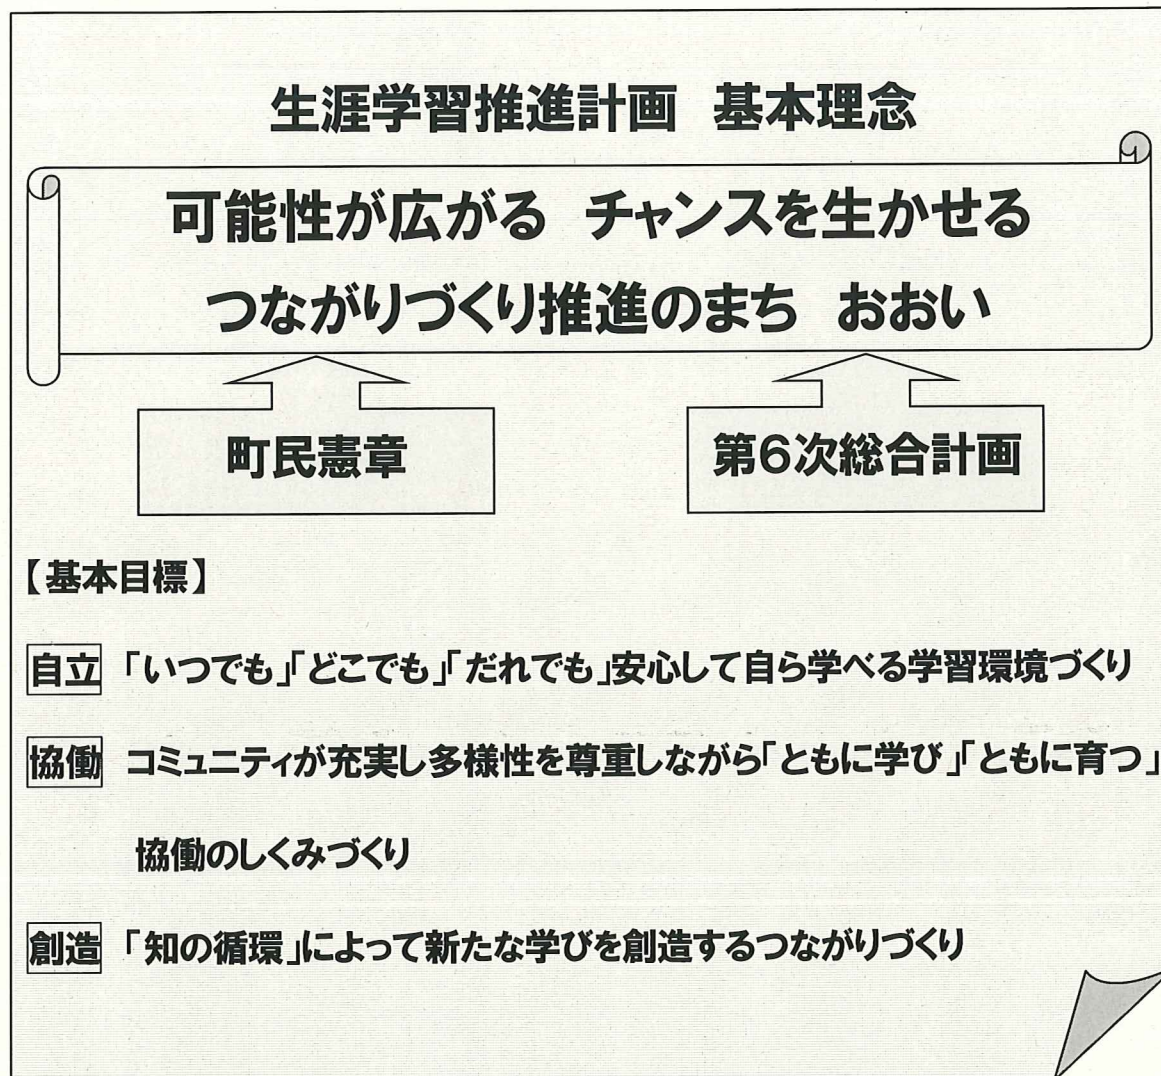 生涯学習推進計画 基本理念
可能性が広がる チャンスを生かせる
つながりづくり推進のまち おおい
町民憲章
第6次総合計画
【基本目標】
自立 「いつでも」「どこでも」「だれでも」安心して自ら学べる学習環境づくり
協働 コミュニティが充実し多様性を尊重しながら「ともに学び」「ともに育つ」
協働のしくみづくり
創造 「知の循環」によって新たな学びを創造するつながりづくり